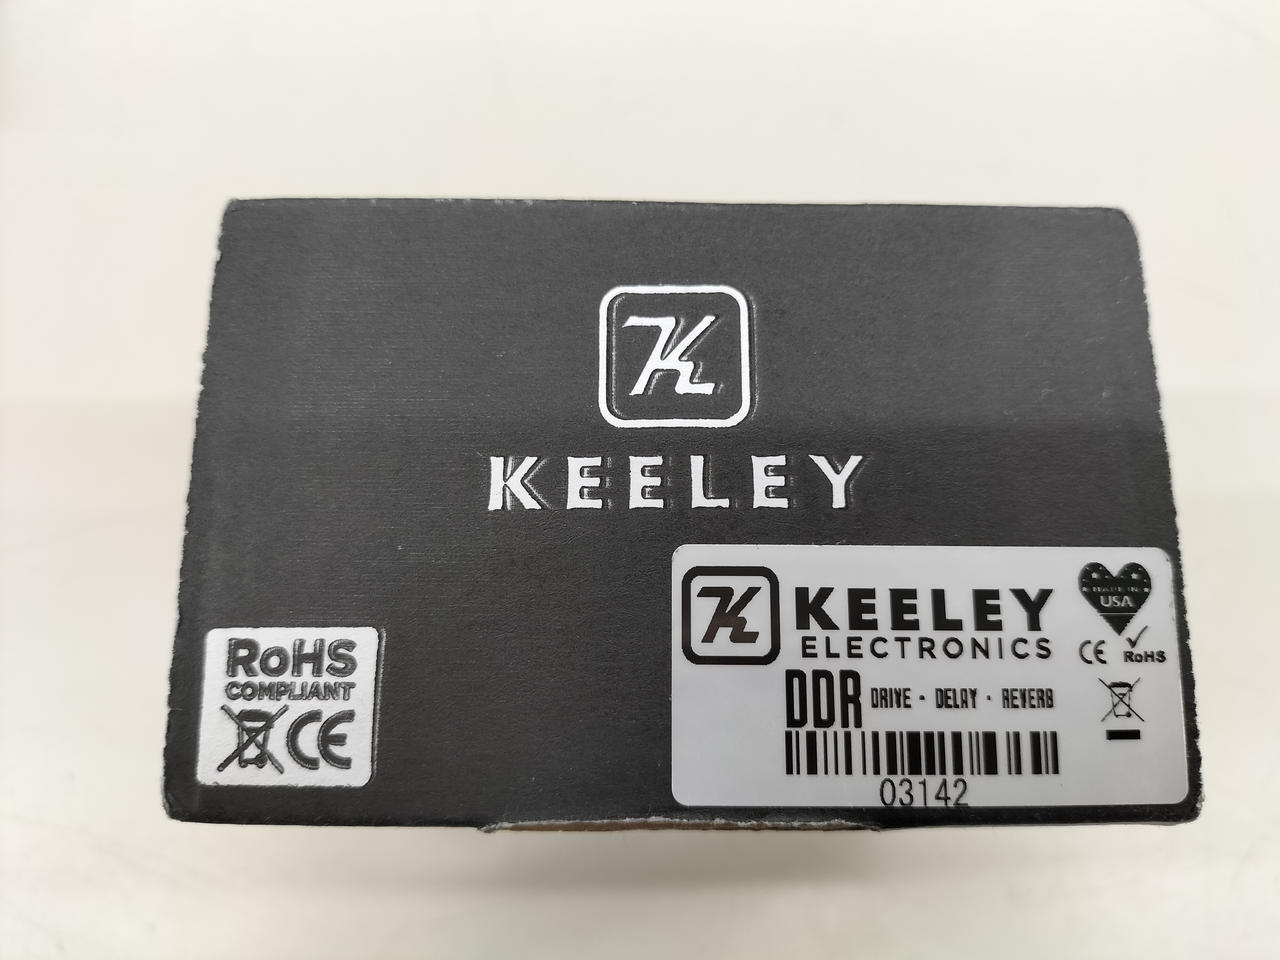 K
KEELEY
RoHS
COMPLIANT
CE
K
KEELEY
ELECTRONICS
MADE IN
USA
CE RoHS
DDR DRIVE - DELAY - REVERB
03142